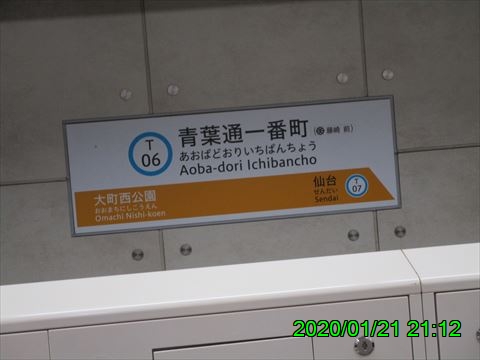 T
06
青葉通一番町 (藤崎 前)
あおばどおりいちばんちょう
Aoba-dori Ichibancho
大町西公園
おおまちにしこうえん
Omachi Nishi-koen
仙台
せんだい
Sendai
T
07
2020/01/21 21:12